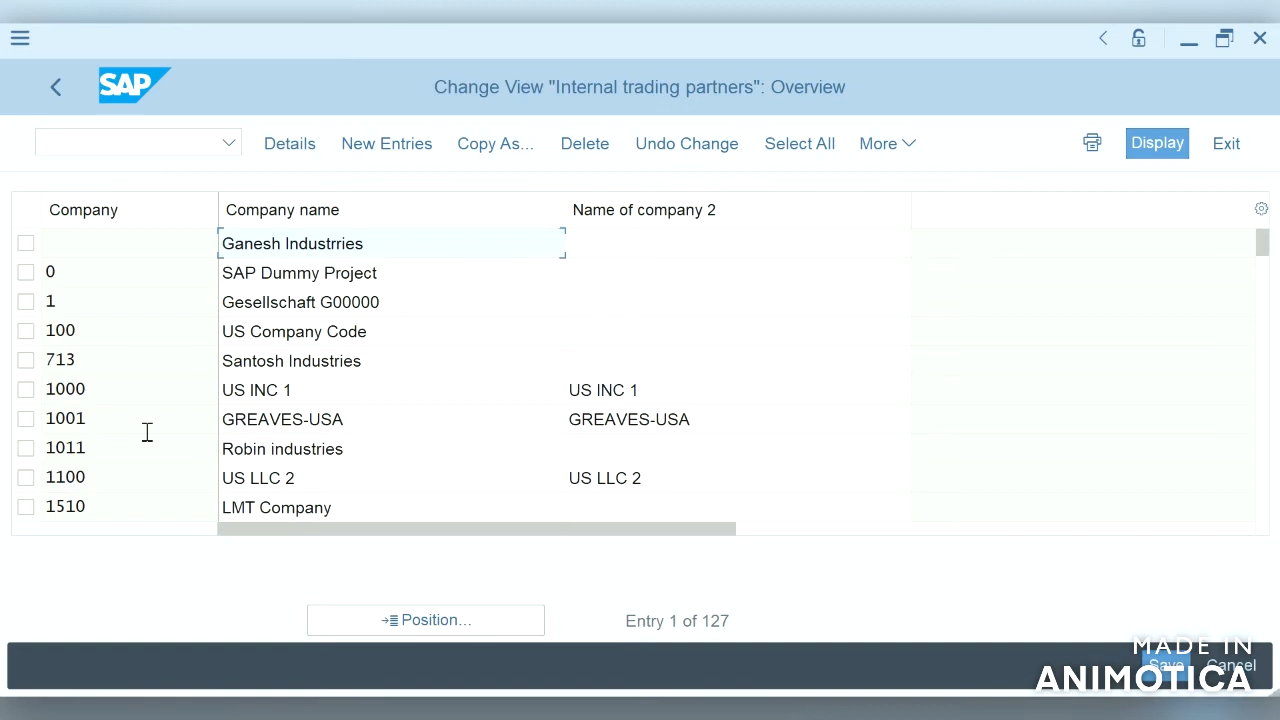 SAP
Change View "Internal trading partners": Overview
Details New Entries Copy As... Delete Undo Change Select All More Display Exit
Company Company name Name of company 2
Ganesh Industrries
0 SAP Dummy Project
1 Gesellschaft G00000
100 US Company Code
713 Santosh Industries
1000 US INC 1 US INC 1
1001 GREAVES-USA GREAVES-USA
1011 Robin industries
1100 US LLC 2 US LLC 2
1510 LMT Company
Position... Entry 1 of 127
Save Cancel
MADE IN
ANIMOTICA